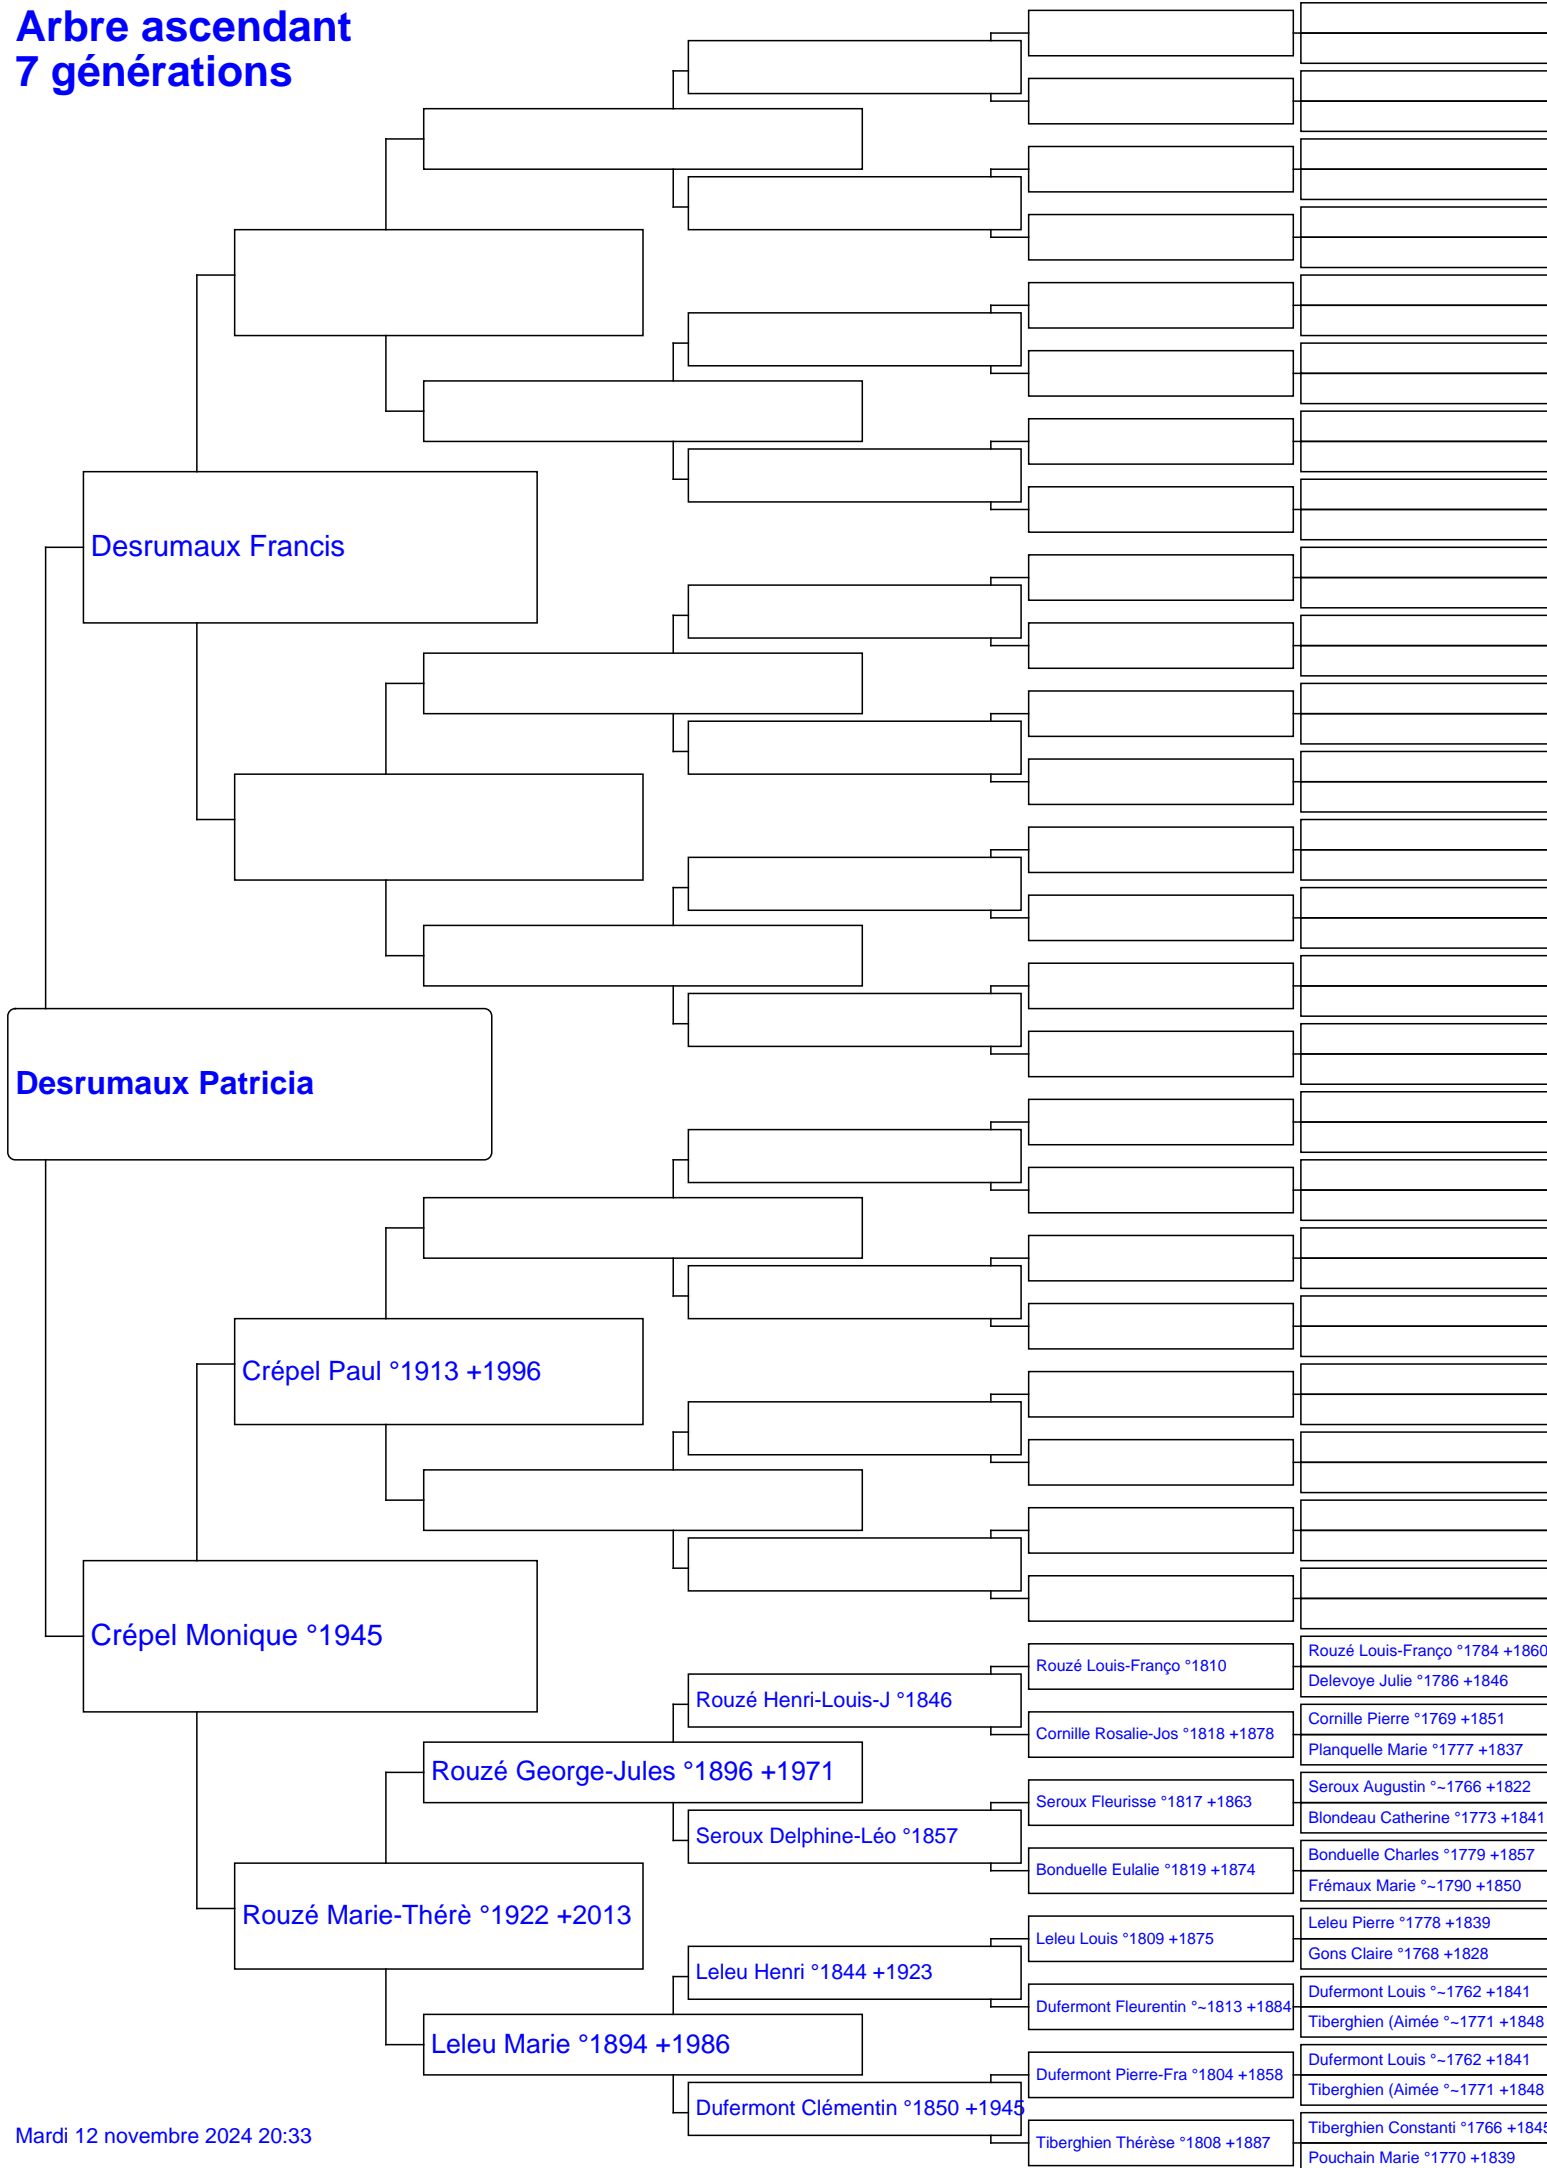 Arbre ascendant
7 générations
Desrumaux Francis
Desrumaux Patricia
Crépel Paul °1913 +1996
Crépel Monique °1945
Rouzé Louis-Franço °1784 +1860
Rouzé Louis-Franço °1810
Delevoye Julie °1786 +1846
Rouzé Henri-Louis-J °1846
Cornille Pierre °1769 +1851
Cornille Rosalie-Jos °1818 +1878
Planquelle Marie °1777 +1837
Rouzé George-Jules °1896 +1971
Seroux Augustin °~1766 +1822
Seroux Fleurisse °1817 +1863
Blondeau Catherine °1773 +1841
Seroux Delphine-Léo °1857
Bonduelle Charles °1779 +1857
Bonduelle Eulalie °1819 +1874
Frémaux Marie °~1790 +1850
Rouzé Marie-Thérè °1922 +2013
Leleu Pierre °1778 +1839
Leleu Louis °1809 +1875
Gons Claire °1768 +1828
Leleu Henri °1844 +1923
Dufermont Louis °~1762 +1841
Dufermont Fleurentin °~1813 +1884
Tiberghien (Aimée °~1771 +1848
Leleu Marie °1894 +1986
Dufermont Louis °~1762 +1841
Dufermont Pierre-Fra °1804 +1858
Tiberghien (Aimée °~1771 +1848
Dufermont Clémentin °1850 +1945
Tiberghien Constanti °1766 +1845
Tiberghien Thérèse °1808 +1887
Pouchain Marie °1770 +1839
Mardi 12 novembre 2024 20:33